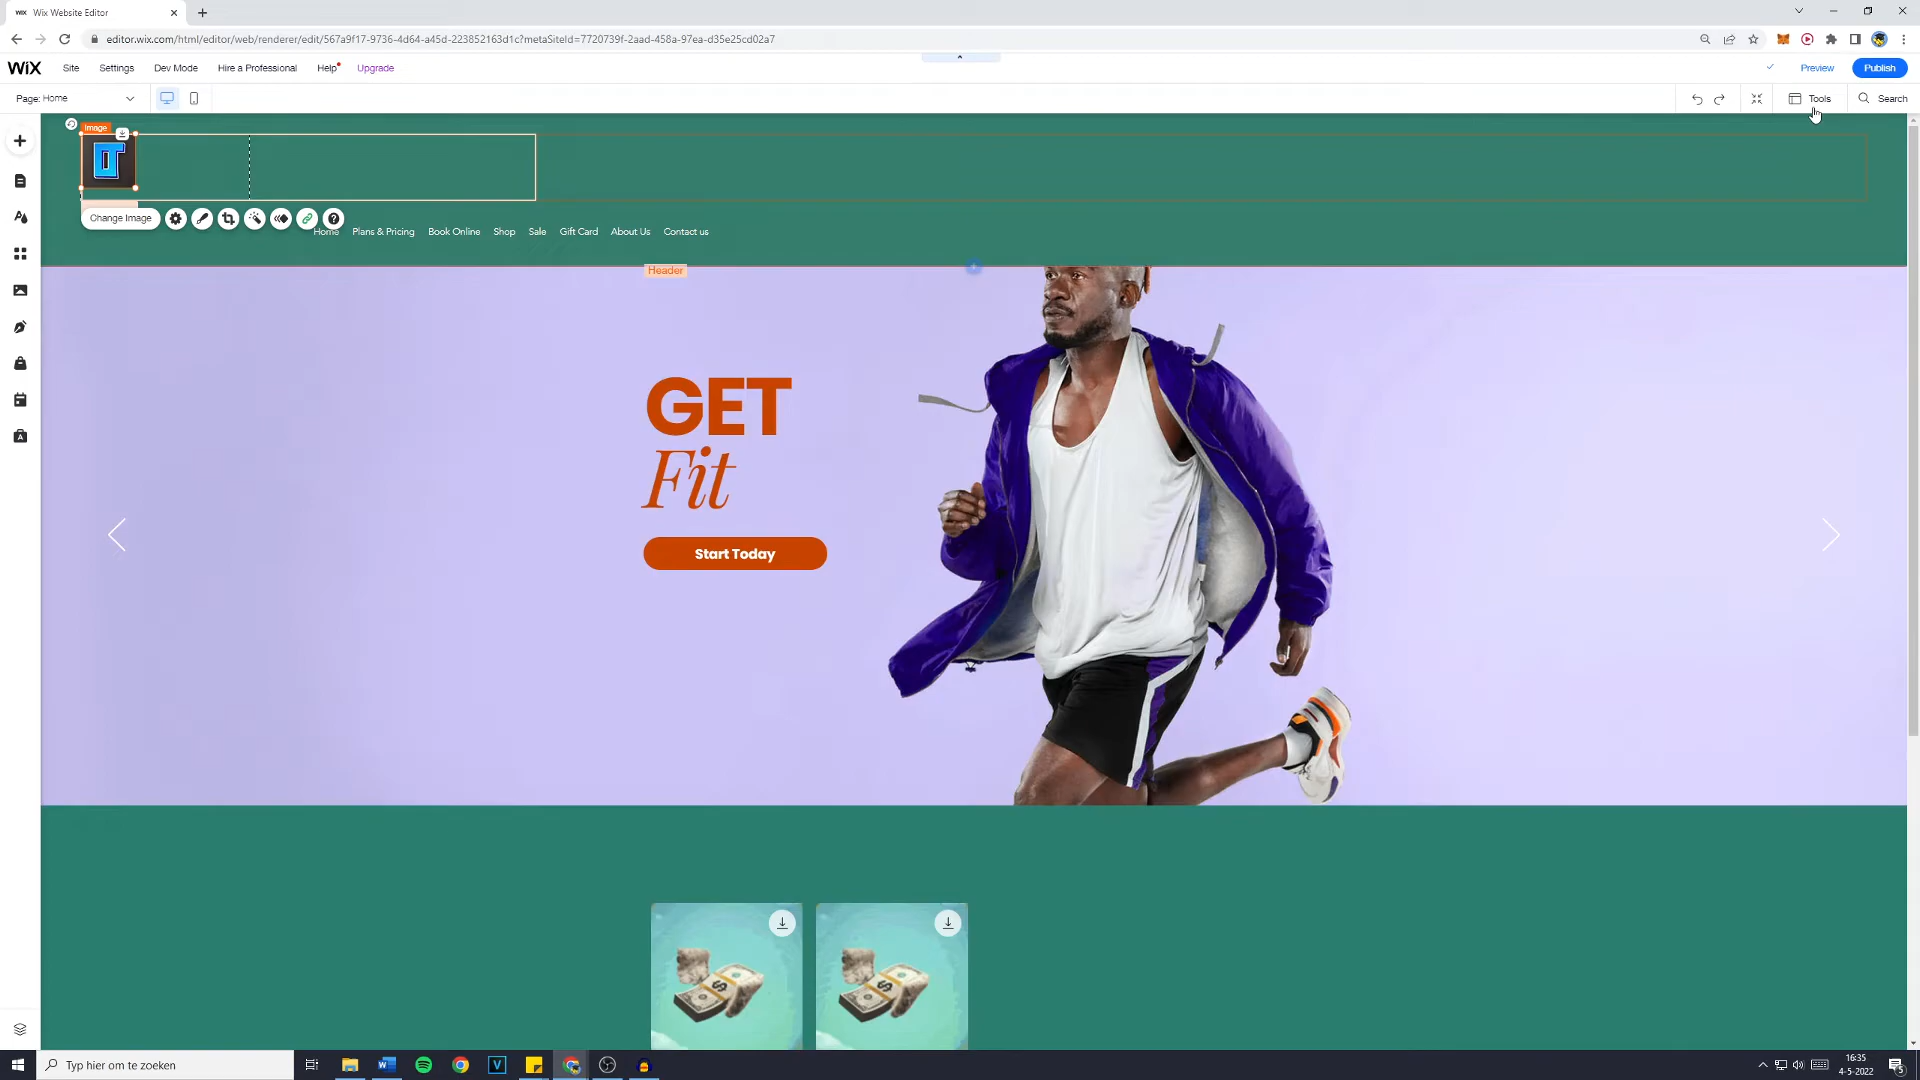 WiX Wix Website Editor
editor.wix.com/html/editor/web/renderer/edit/567a9f17-9736-4d64-a45d-223852163d1c?metaSiteId=7720739f-2aad-458a-97ea-d35e25cd02a7
WiX Site Settings Dev Mode Hire a Professional Help Upgrade Preview Publish
Page: Home Tools Search
Image
Change Image
Home Plans & Pricing Book Online Shop Sale Gift Card About Us Contact us
Header
GET
Fit
Start Today
Typ hier om te zoeken
16:35
4-5-2022
5